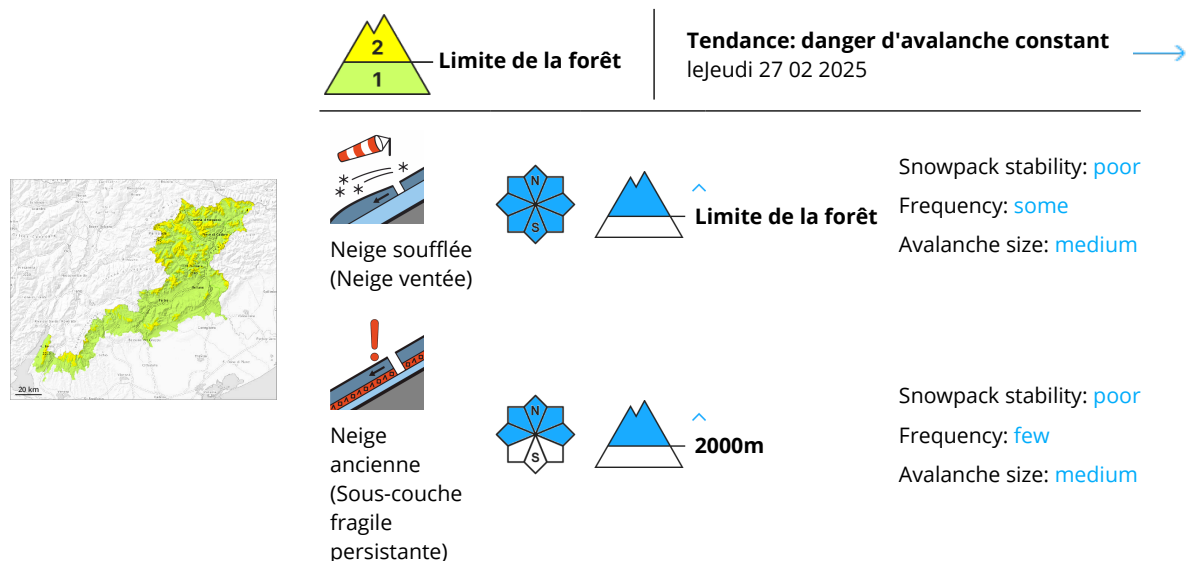 2
1
Limite de la forêt
Tendance: danger d'avalanche constant
leJeudi 27 02 2025
20 km
Neige soufflée
(Neige ventée)
N
S
Limite de la forêt
Snowpack stability: poor
Frequency: some
Avalanche size: medium
Neige
ancienne
(Sous-couche
fragile
persistante)
N
S
2000m
Snowpack stability: poor
Frequency: few
Avalanche size: medium